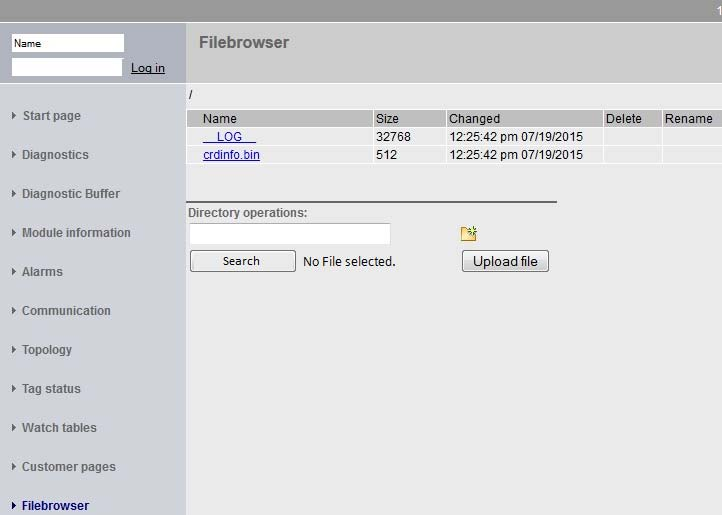 1
Name
Log in
Filebrowser
Start page
Diagnostics
Diagnostic Buffer
Module information
Alarms
Communication
Topology
Tag status
Watch tables
Customer pages
Filebrowser
/
Name Size Changed Delete Rename
__LOG__ 32768 12:25:42 pm 07/19/2015
crdinfo.bin 512 12:25:42 pm 07/19/2015
Directory operations:
Search No File selected. Upload file